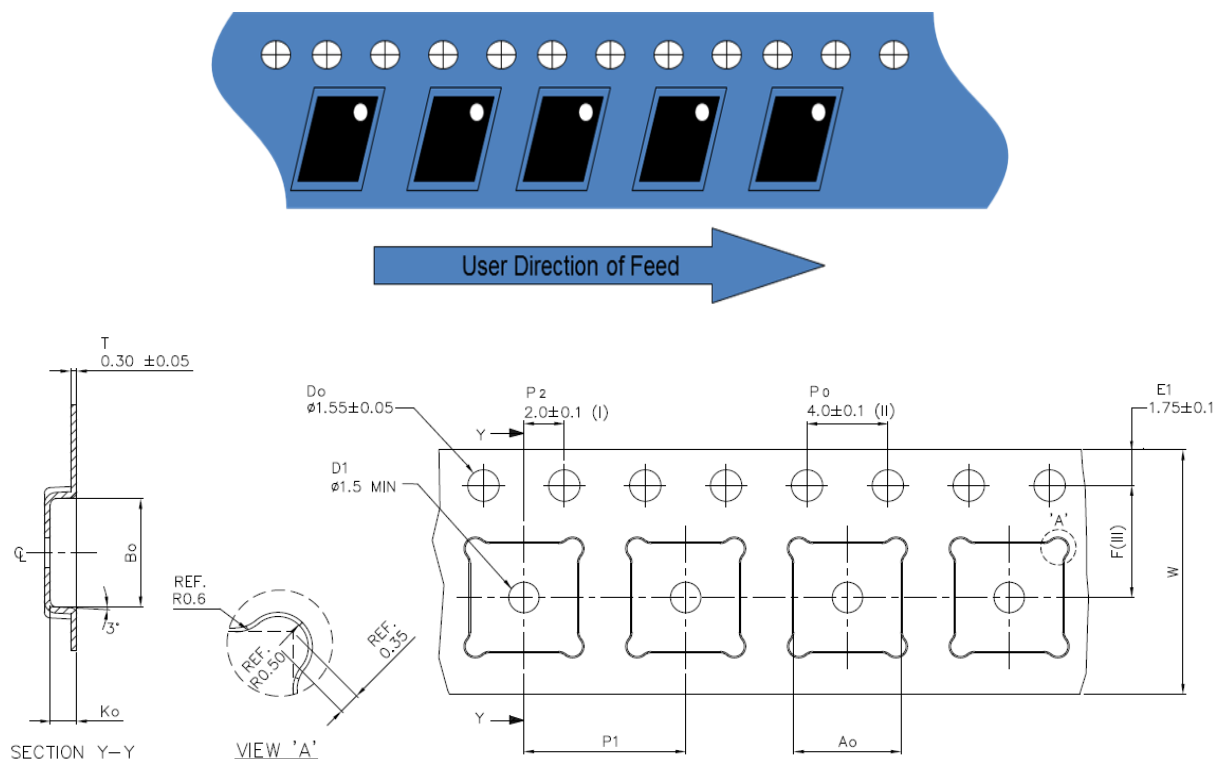 User Direction of Feed
T
0.30 ±0.05
Do
ø1.55±0.05
P2
2.0±0.1 (I)
Po
4.0±0.1 (II)
E1
1.75±0.1
Y
D1
ø1.5 MIN
'A'
F(III)
W
Bo
℄
3°
REF.
R0.6
REF.
R0.50
REF.
0.35
Ko
Y
P1
Ao
SECTION Y-Y
VIEW 'A'